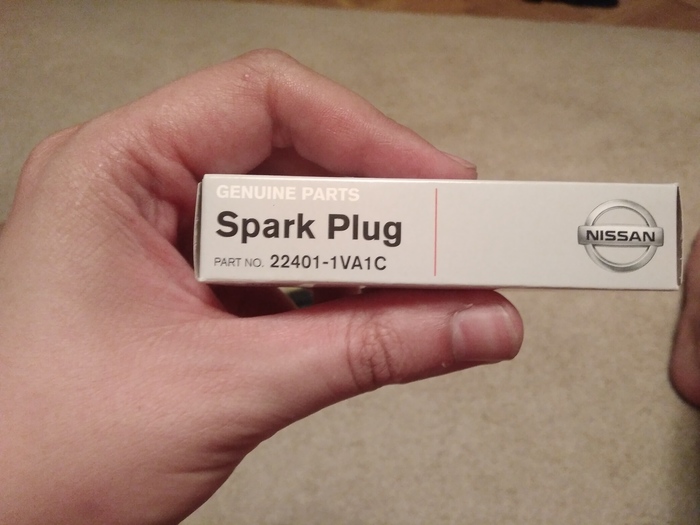 GENUINE PARTS
Spark Plug
PART NO. 22401-1VA1C
NISSAN